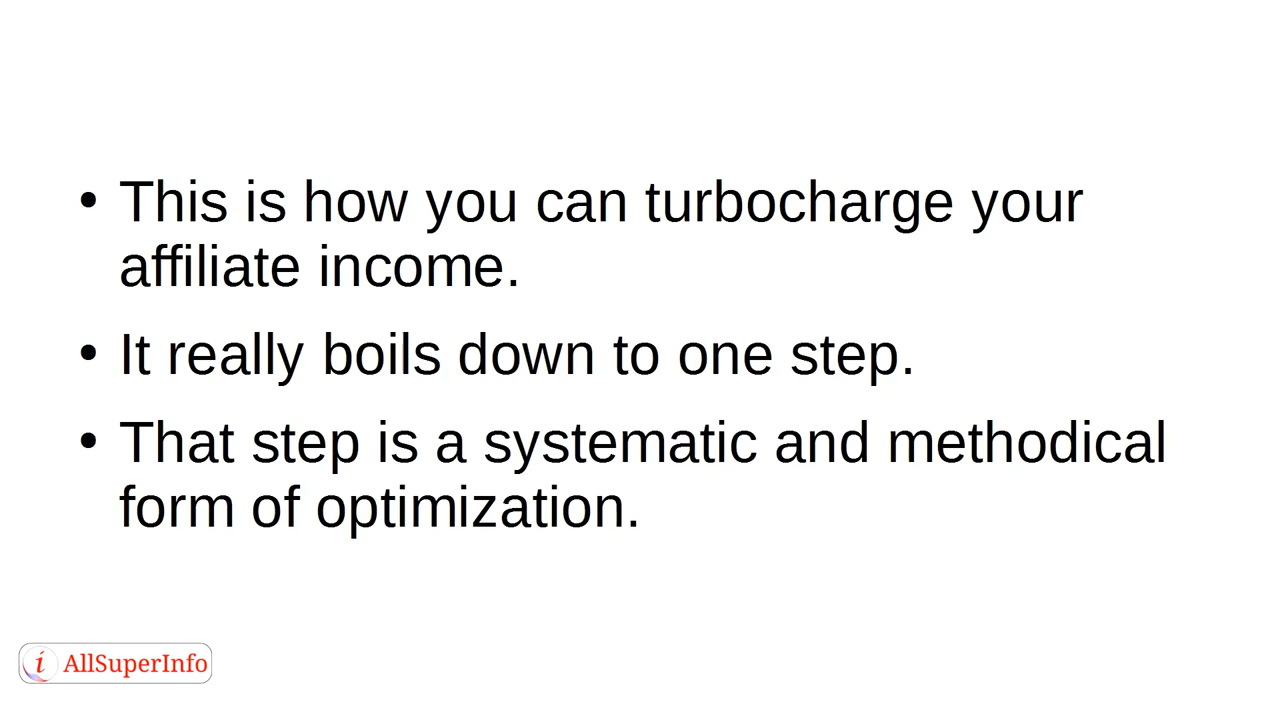 • This is how you can turbocharge your
affiliate income.
• It really boils down to one step.
• That step is a systematic and methodical
form of optimization.
i AllSuperInfo